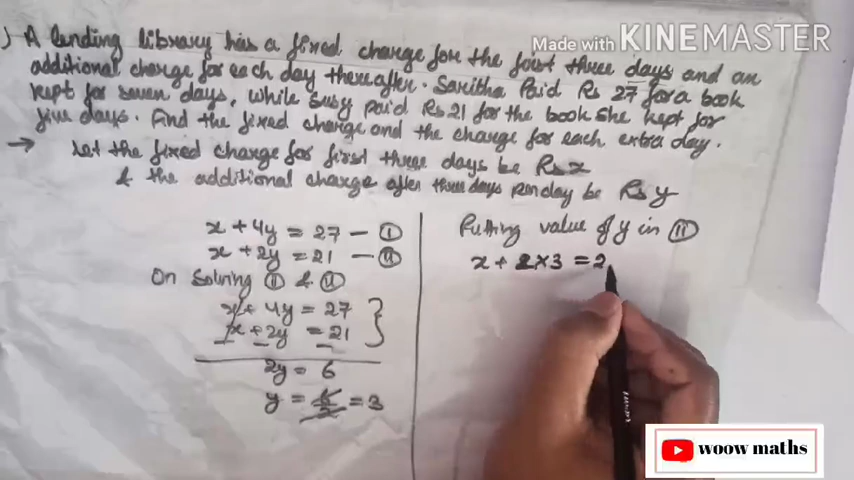 ) A lending library has a fixed charge for the first three days and an
additional charge for each day thereafter. Saritha Paid Rs 27 for a book
kept for seven days, while Susy paid Rs 21 for the book she kept for
five days. Find the fixed charge and the charge for each extra day.
→ Let the fixed charge for first three days be Rs x
& the additional charge after three days per day be Rs y
x + 4y = 27 — ①
x + 2y = 21 — ②
On Solving ① & ②
x + 4y = 27
x + 2y = 21
2y = 6
y = 6/2 = 3
Putting value of y in ②
x + 2 × 3 = 2
Made with KINEMASTER
woow maths